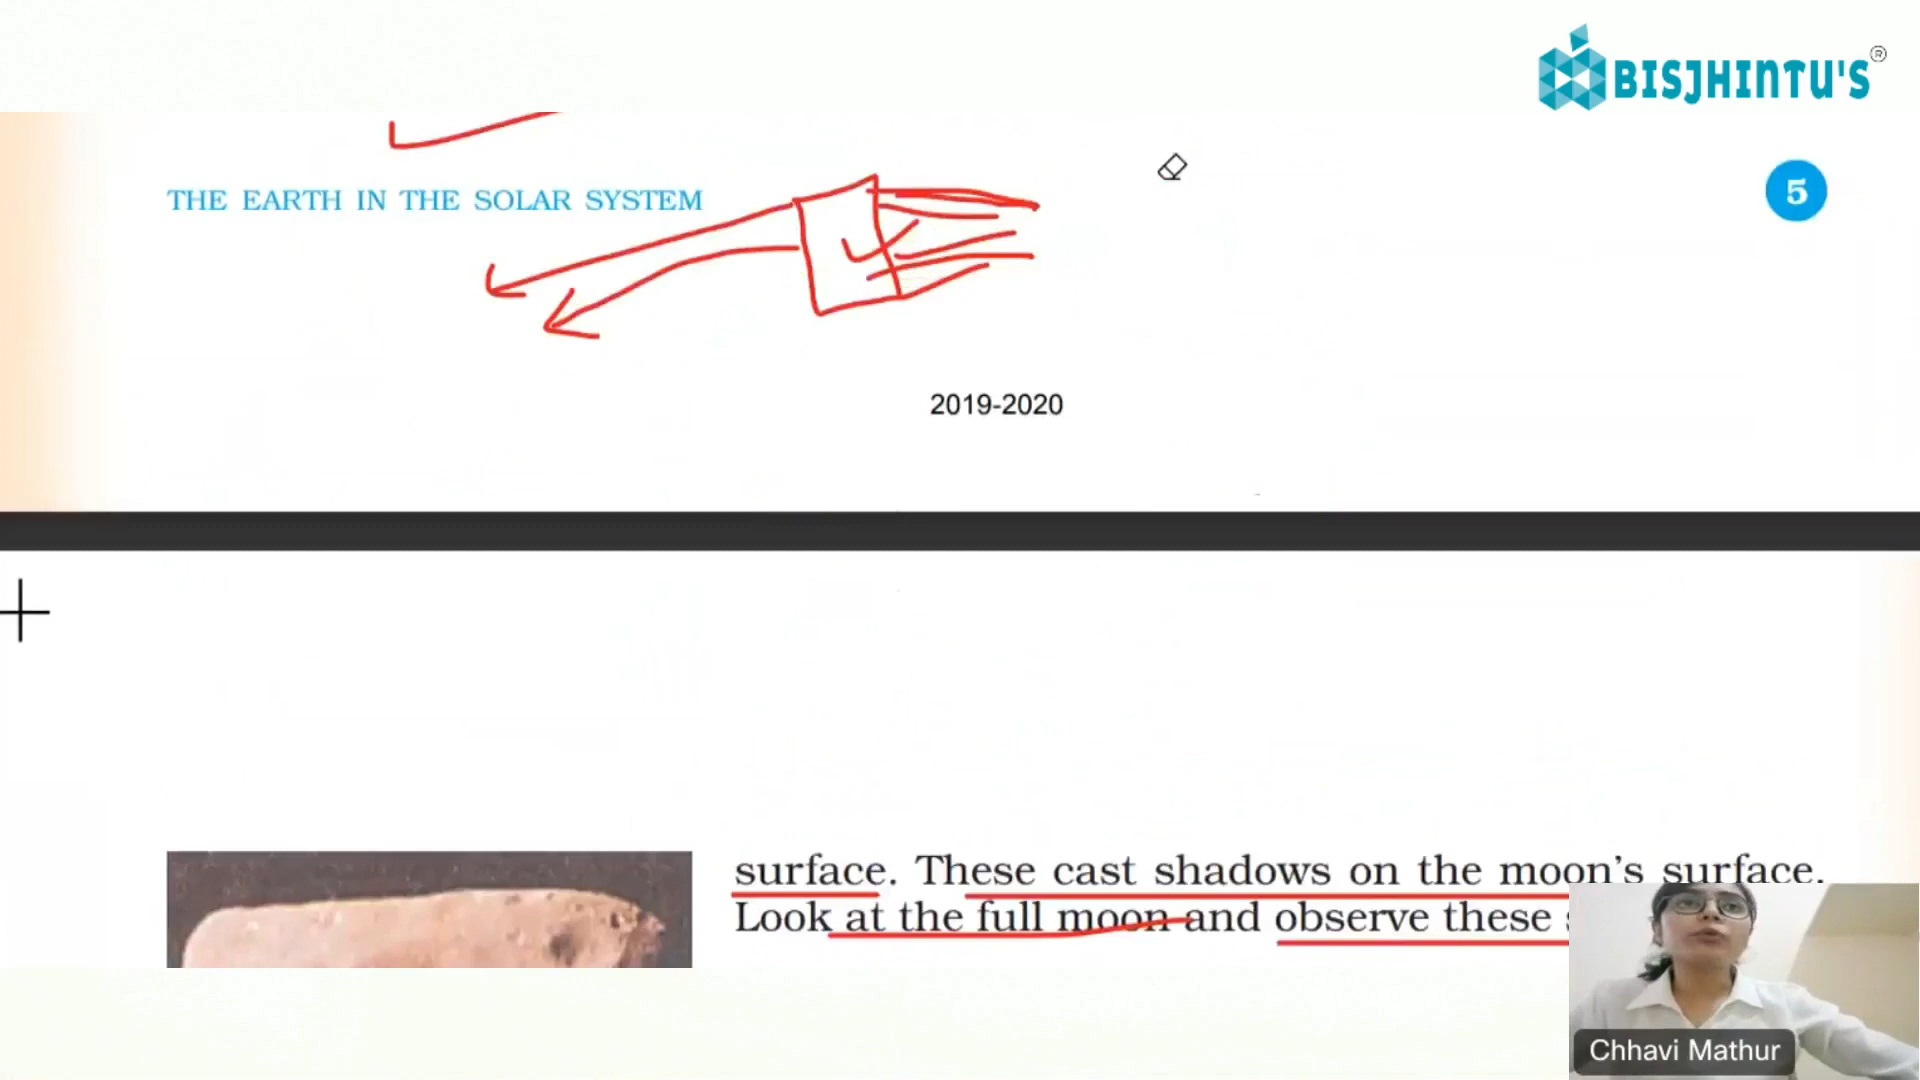 BISJHINTU'S®
THE EARTH IN THE SOLAR SYSTEM
5
2019-2020
surface. These cast shadows on the moon's surface.
Look at the full moon and observe these
Chhavi Mathur